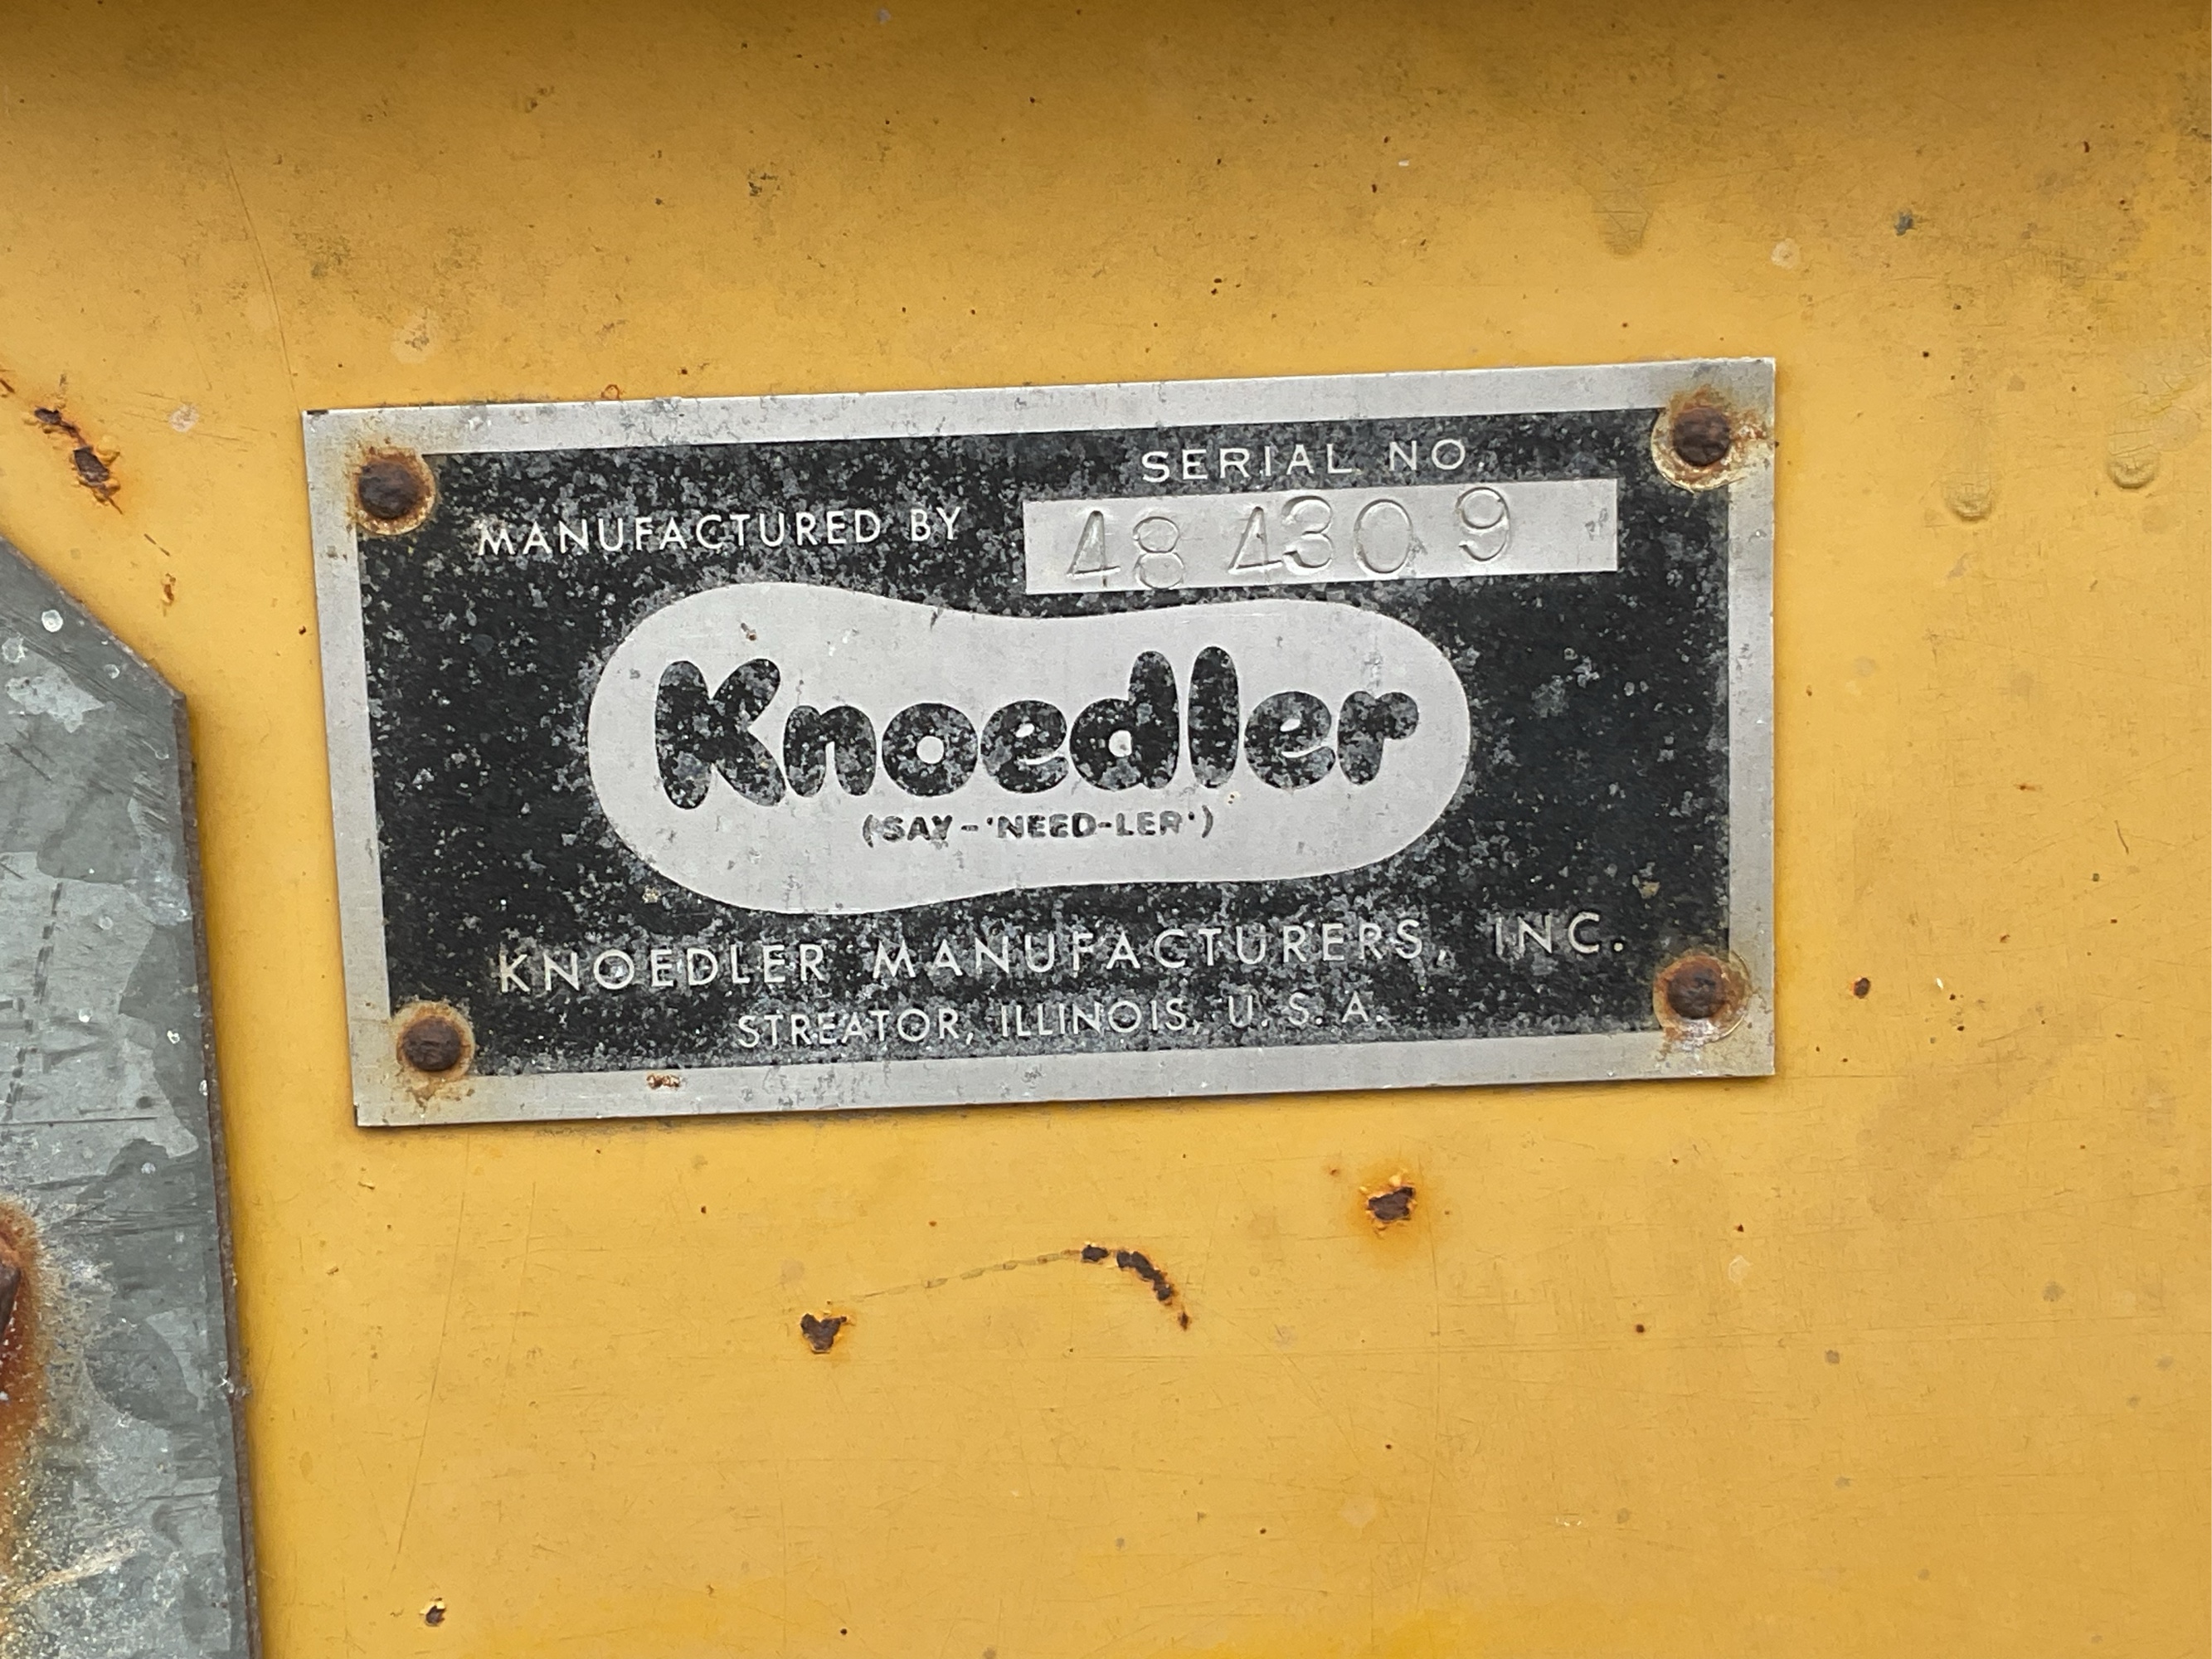 SERIAL NO.
MANUFACTURED BY 48 4309
Knoedler
(SAY-'NEED-LER')
KNOEDLER MANUFACTURERS, INC.
STREATOR, ILLINOIS, U.S.A.